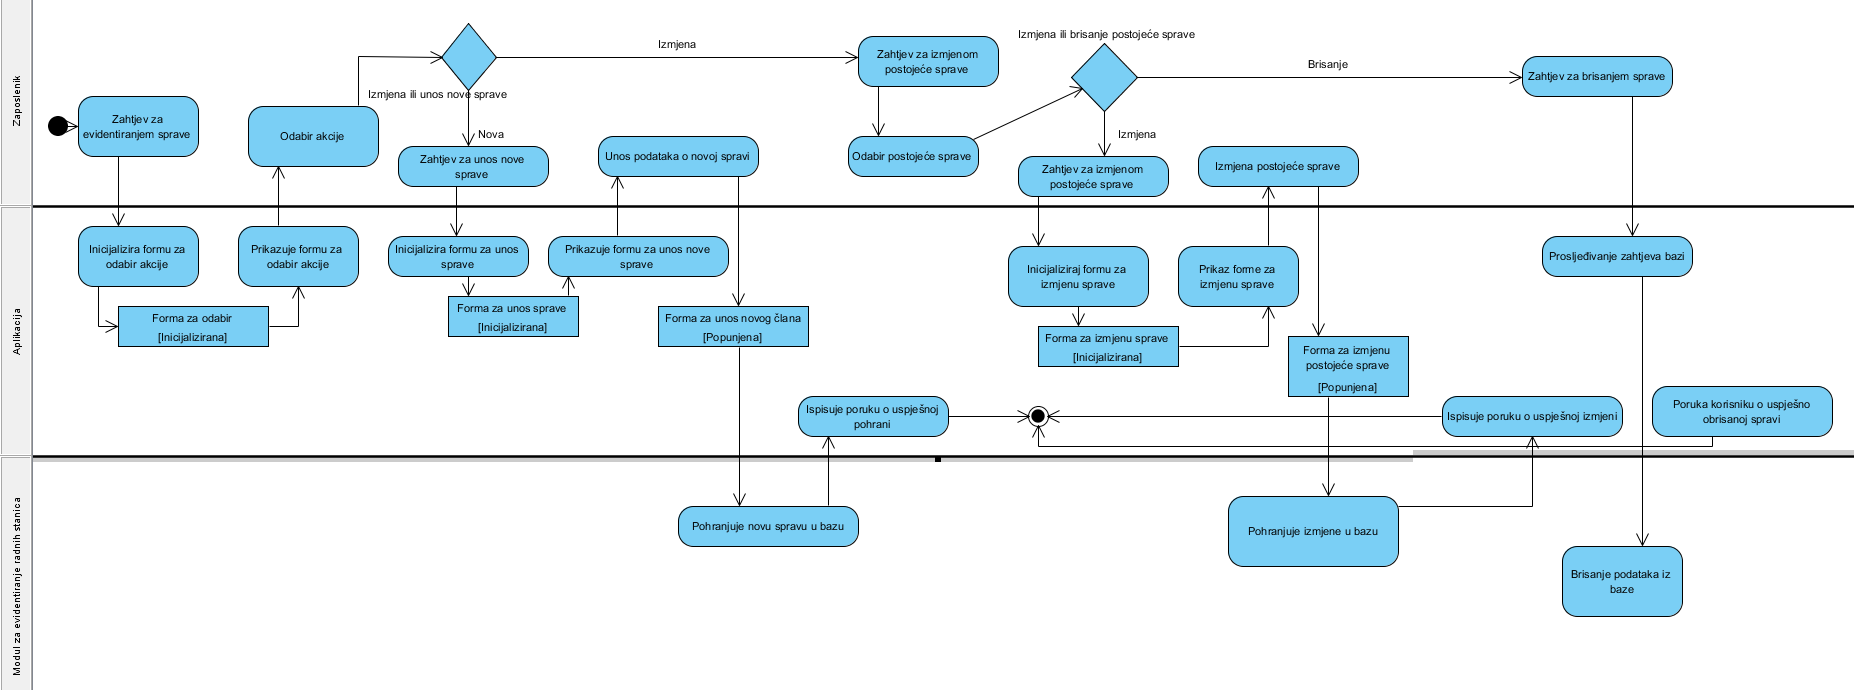 Zaposlenik
Zahtjev za
evidentiranjem sprave
Odabir akcije
Izmjena ili unos nove sprave
Izmjena
Nova
Zahtjev za unos nove
sprave
Unos podataka o novoj spravi
Zahtjev za izmjenom
postojeće sprave
Odabir postojeće sprave
Izmjena ili brisanje postojeće sprave
Brisanje
Izmjena
Zahtjev za izmjenom
postojeće sprave
Izmjena postojeće sprave
Zahtjev za brisanjem sprave
Aplikacija
Inicijalizira formu za
odabir akcije
Forma za odabir
[Inicijalizirana]
Prikazuje formu za
odabir akcije
Inicijalizira formu za unos
sprave
Forma za unos sprave
[Inicijalizirana]
Prikazuje formu za unos nove
sprave
Forma za unos novog člana
[Popunjena]
Ispisuje poruku o uspješnoj
pohrani
Inicijaliziraj formu za
izmjenu sprave
Forma za izmjenu sprave
[Inicijalizirana]
Prikaz forme za
izmjenu sprave
Forma za izmjenu
postojeće sprave
[Popunjena]
Ispisuje poruku o uspješnoj izmjeni
Prosljeđivanje zahtjeva bazi
Poruka korisniku o uspješno
obrisanoj spravi
Modul za evidentiranje radnih stanica
Pohranjuje novu spravu u bazu
Pohranjuje izmjene u bazu
Brisanje podataka iz
baze